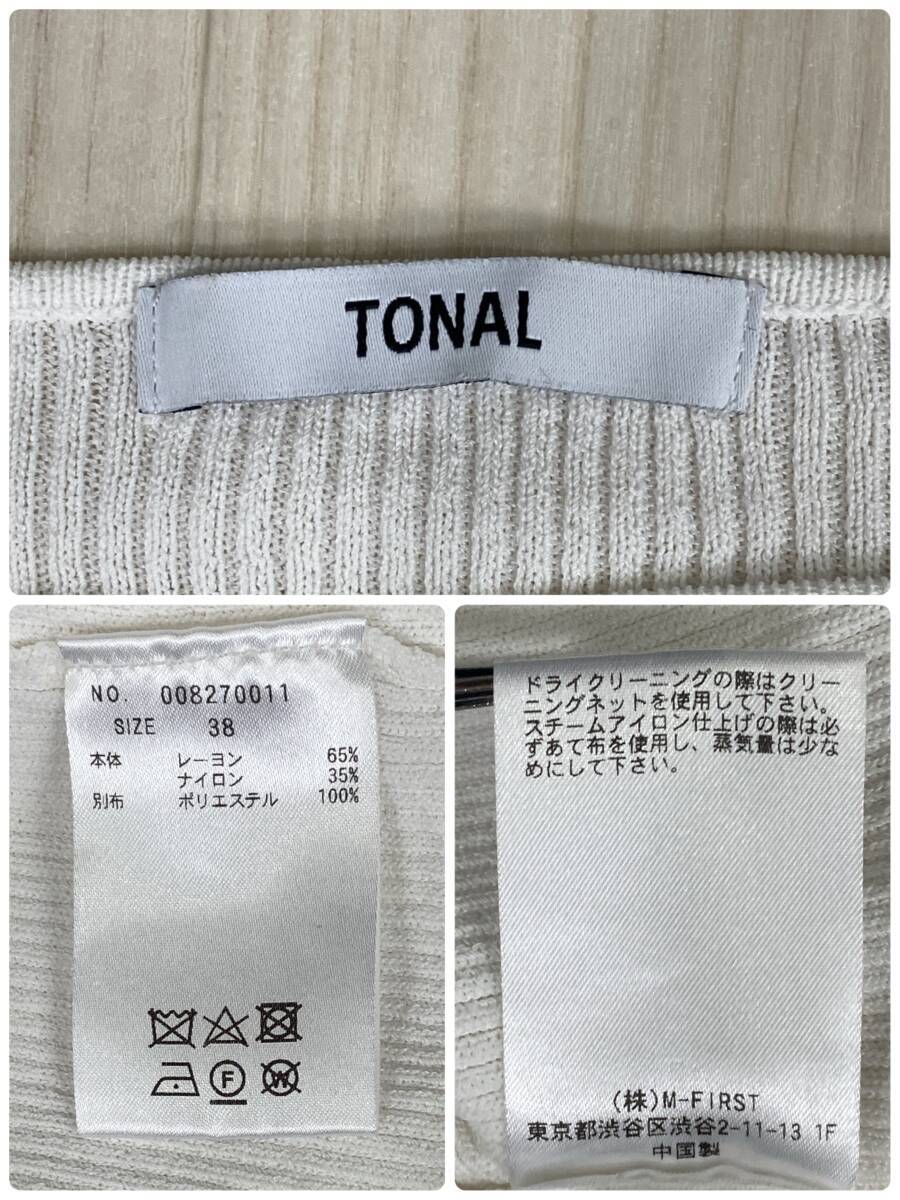 TONAL
NO. 008270011
SIZE 38
本体 レーヨン 65%
ナイロン 35%
別布 ポリエステル 100%
F
W
ドライクリーニングの際はクリー
ニングネットを使用して下さい。
スチームアイロン仕上げの際は必
ずあて布を使用し、蒸気量は少な
めにして下さい。
(株)M-FIRST
東京都渋谷区渋谷2-11-13 1F
中国製